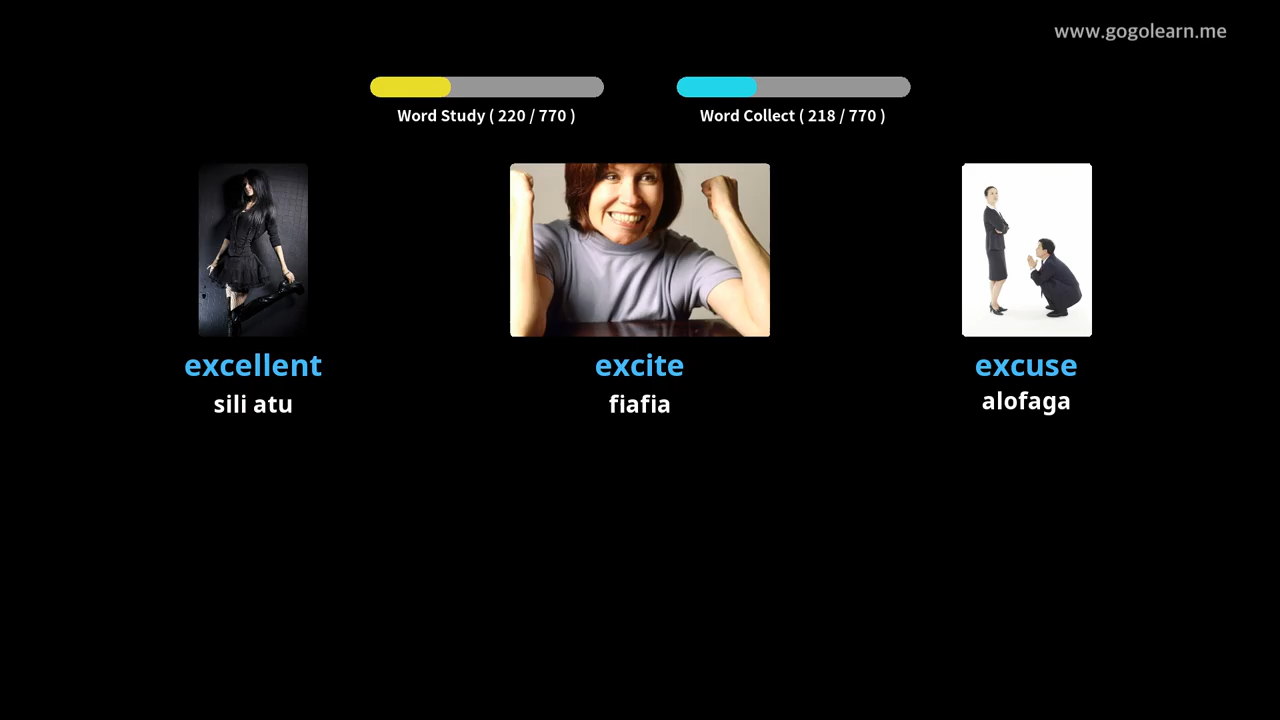 www.gogolearn.me
Word Study ( 220 / 770 )
Word Collect ( 218 / 770 )
excellent
sili atu
excite
fiafia
excuse
alofaga